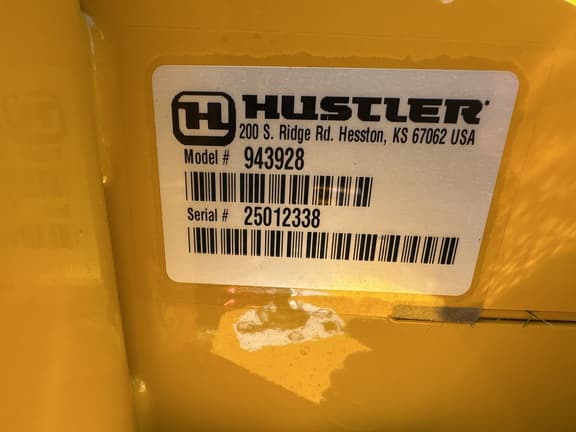 H HUSTLER
200 S. Ridge Rd. Hesston, KS 67062 USA
Model # 943928
Serial # 25012338